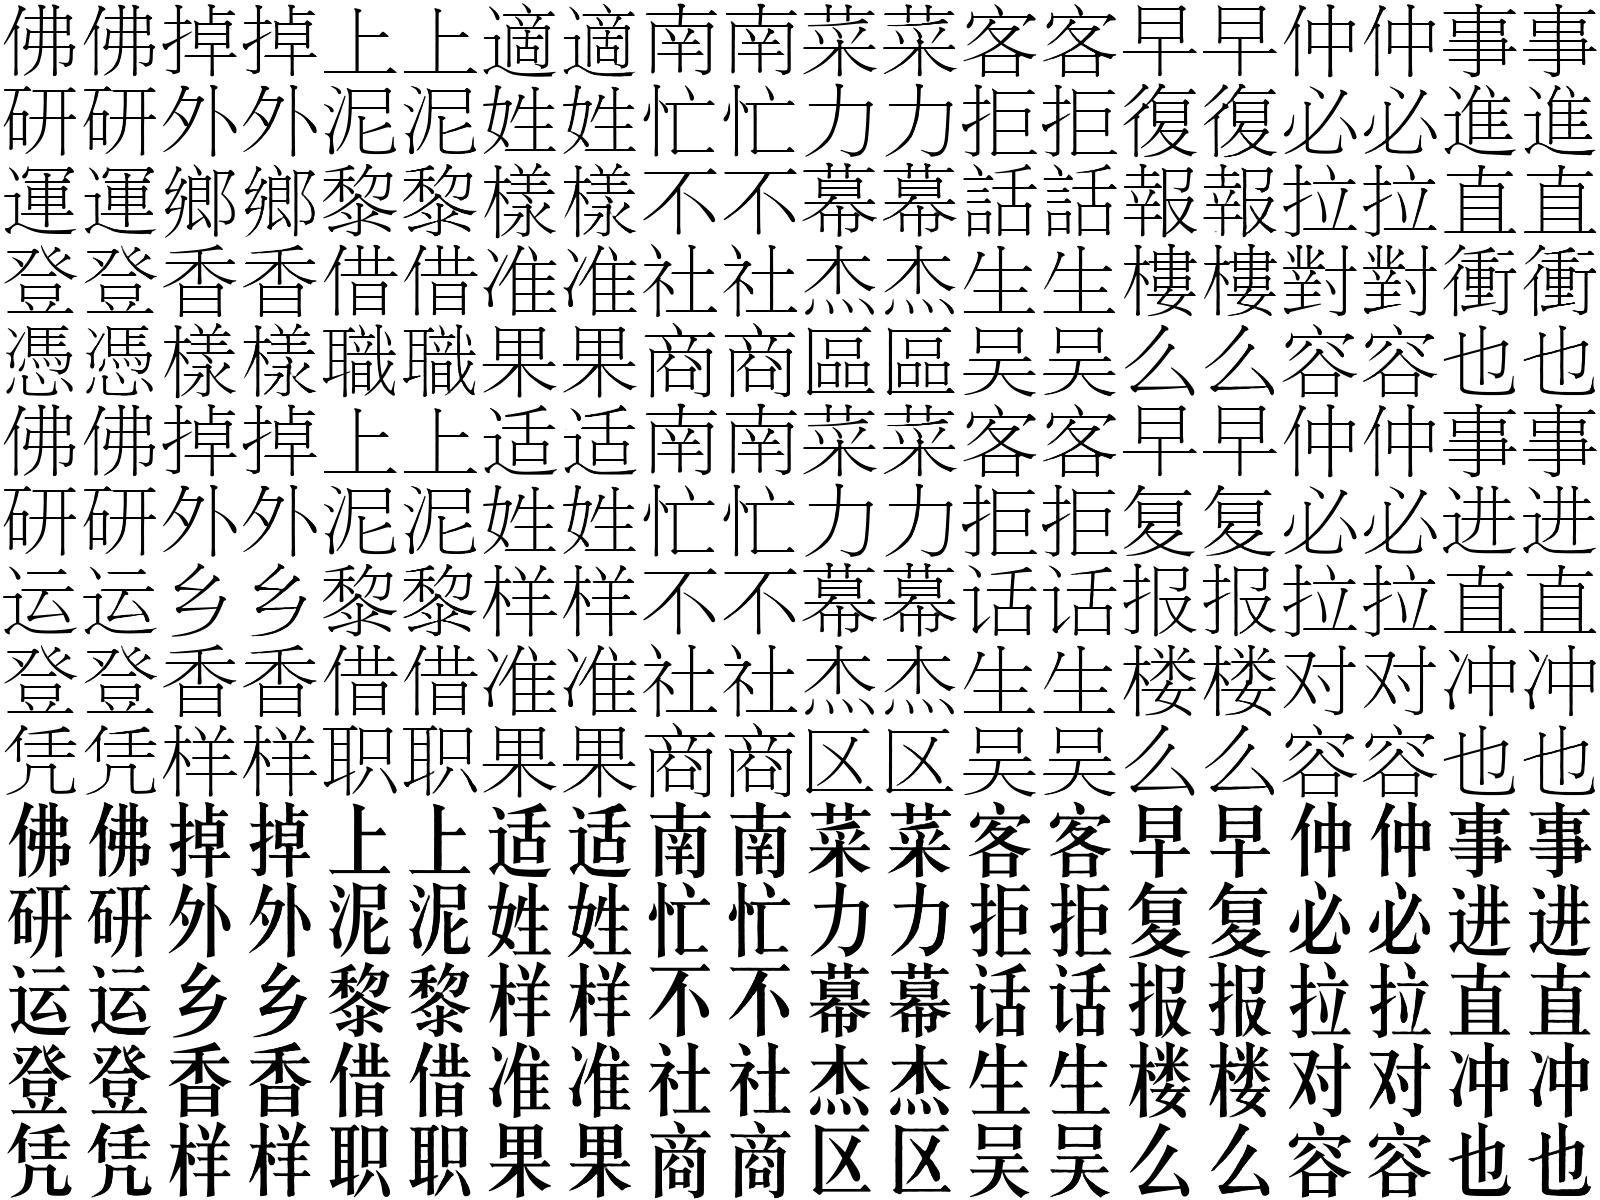 佛佛掉掉上上適適南南菜菜客客早早仲仲事事
研研外外泥泥姓姓忙忙力力拒拒復復必必進進
運運鄉鄉黎黎樣樣不不幕幕話話報報拉拉直直
登登香香借借准准社社杰杰生生樓樓對對衝衝
憑憑樣樣職職果果商商區區吴吴么么容容也也
佛佛掉掉上上适适南南菜菜客客早早仲仲事事
研研外外泥泥姓姓忙忙力力拒拒复复必必进进
运运乡乡黎黎样样不不幕幕话话报报拉拉直直
登登香香借借准准社社杰杰生生楼楼对对冲冲
凭凭样样职职果果商商区区吴吴么么容容也也
佛佛掉掉上上适适南南菜菜客客早早仲仲事事
研研外外泥泥姓姓忙忙力力拒拒复复必必进进
运运乡乡黎黎样样不不幕幕话话报报拉拉直直
登登香香借借准准社社杰杰生生楼楼对对冲冲
凭凭样样职职果果商商区区吴吴么么容容也也